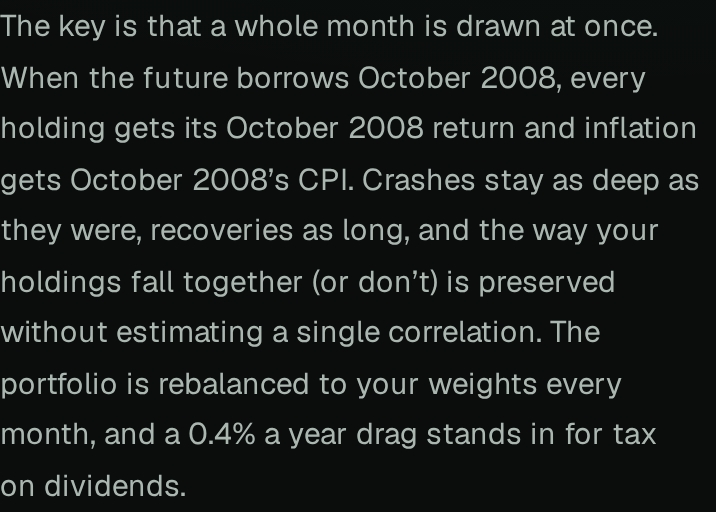 The key is that a whole month is drawn at once.
When the future borrows October 2008, every
holding gets its October 2008 return and inflation
gets October 2008’s CPI. Crashes stay as deep as
they were, recoveries as long, and the way your
holdings fall together (or don’t) is preserved
without estimating a single correlation. The
portfolio is rebalanced to your weights every
month, and a 0.4% a year drag stands in for tax
on dividends.